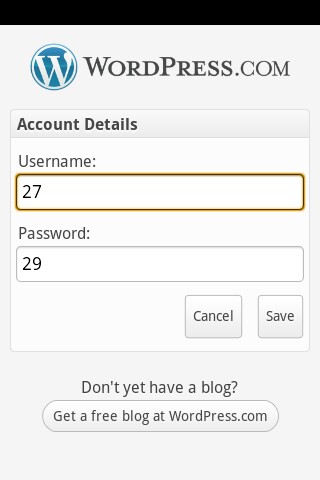 WORDPRESS.COM
Account Details
Username:
27
Password:
29
Cancel Save
Don't yet have a blog?
Get a free blog at WordPress.com